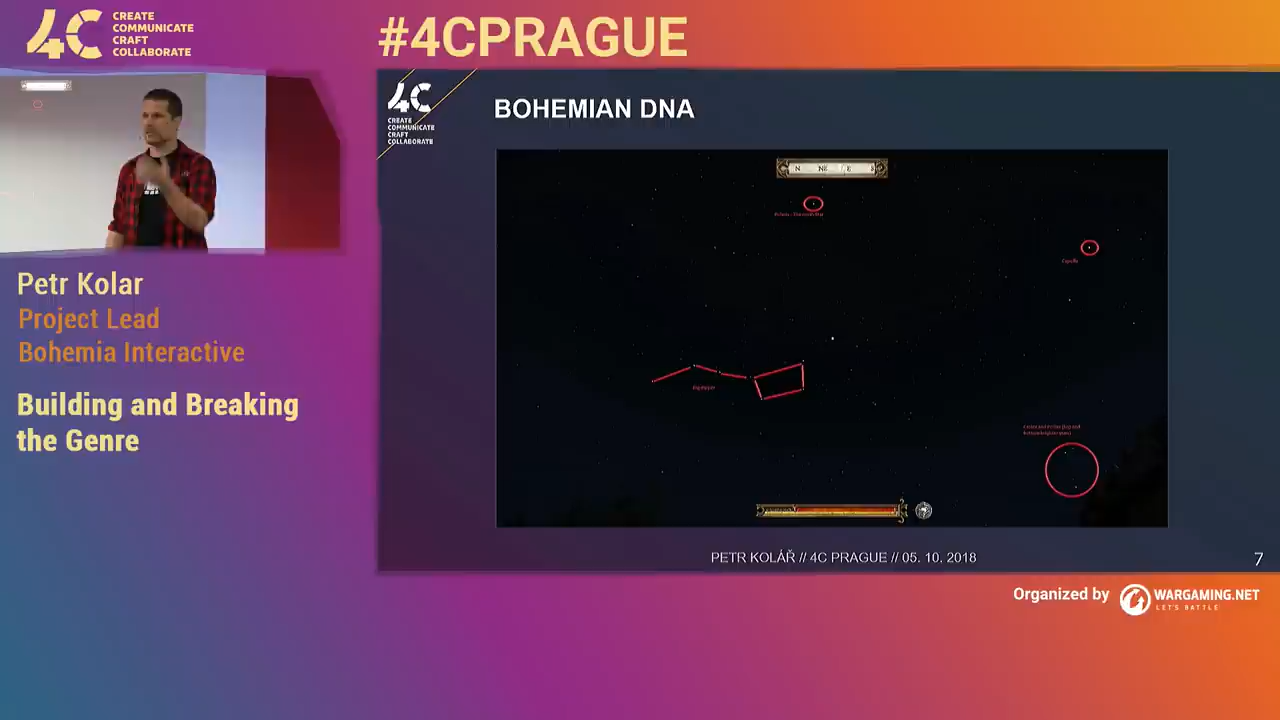 4C
CREATE
COMMUNICATE
CRAFT
COLLABORATE
#4CPRAGUE
4C
CREATE
COMMUNICATE
CRAFT
COLLABORATE
BOHEMIAN DNA
N NE E S
Capella
Petr Kolar
Project Lead
Bohemia Interactive
Building and Breaking
the Genre
PETR KOLÁŘ // 4C PRAGUE // 05. 10. 2018
7
Organized by
WARGAMING.NET
LET'S BATTLE